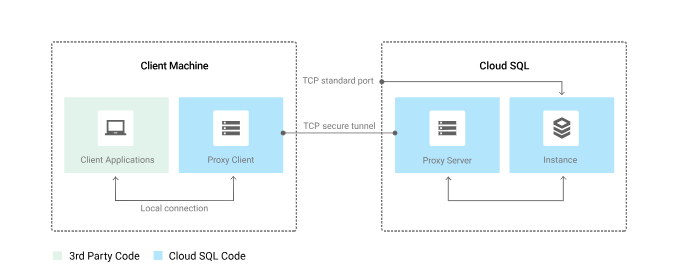 Client Machine
Cloud SQL
TCP standard port
TCP secure tunnel
Client Applications
Proxy Client
Proxy Server
Instance
Local connection
3rd Party Code
Cloud SQL Code